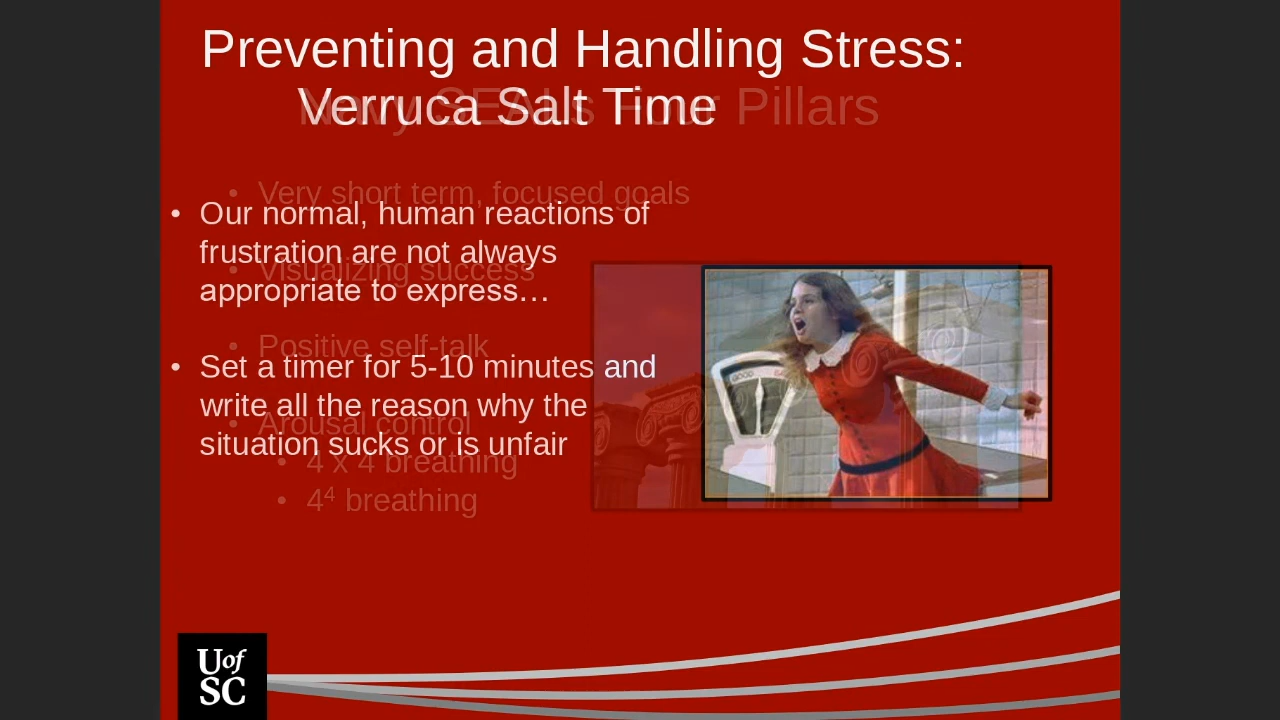 Preventing and Handling Stress:
Verruca Salt Time
Navy SEALs Four Pillars
• Our normal, human reactions of
frustration are not always
appropriate to express…
• Set a timer for 5-10 minutes and
write all the reason why the
situation sucks or is unfair
• Very short term, focused goals
• Visualizing success
• Positive self-talk
• Arousal control
• 4 x 4 breathing
• 4⁴ breathing
GOOD
Uof
SC